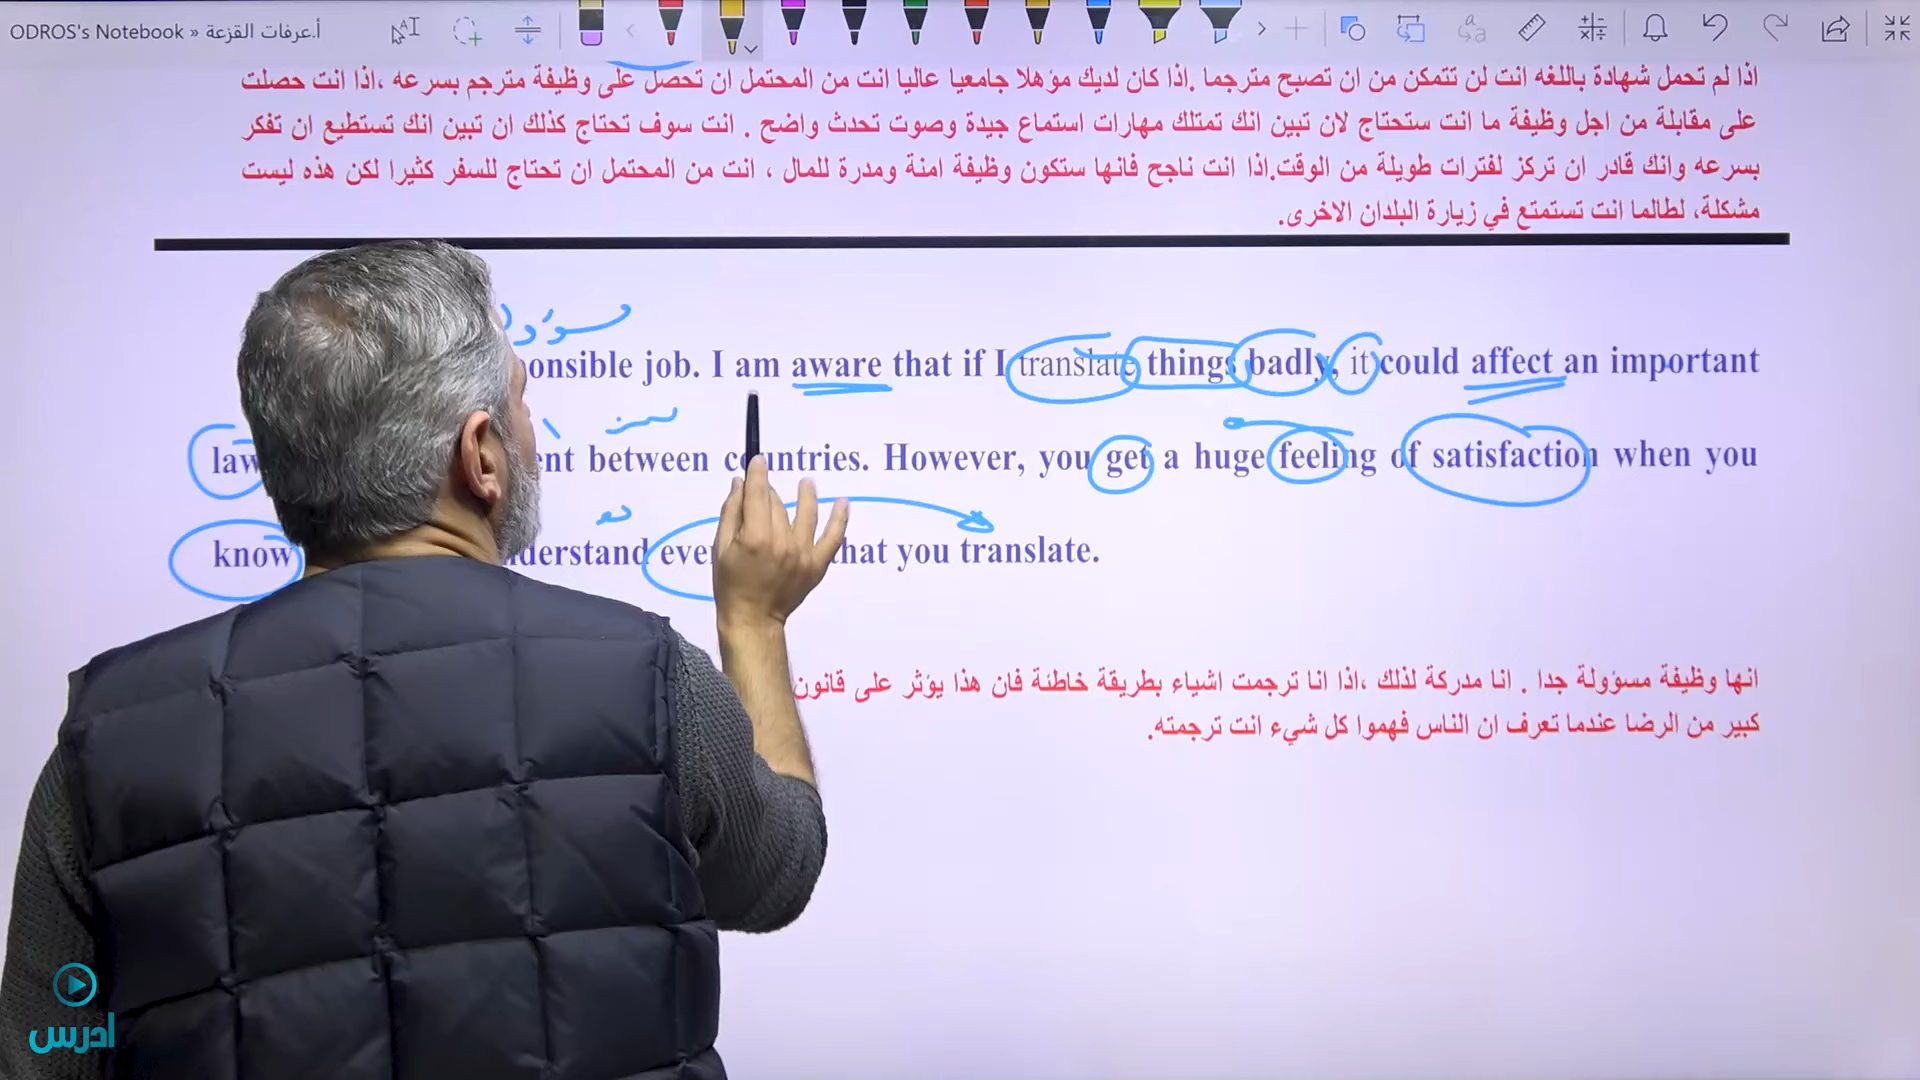 ODROS's Notebook » أ.عرفات القزعة
اذا لم تحمل شهادة باللغه انت لن تتمكن من ان تصبح مترجما .اذا كان لديك مؤهلا جامعيا عاليا انت من المحتمل ان تحصل على وظيفة مترجم بسرعه ،اذا انت حصلت
على مقابلة من اجل وظيفة ما انت ستحتاج لان تبين انك تمتلك مهارات استماع جيدة وصوت تحدث واضح . انت سوف تحتاج كذلك ان تبين انك تستطيع ان تفكر
بسرعه وانك قادر ان تركز لفترات طويلة من الوقت.اذا انت ناجح فانها ستكون وظيفة امنة ومدرة للمال ، انت من المحتمل ان تحتاج للسفر كثيرا لكن هذه ليست
مشكلة، لطالما انت تستمتع في زيارة البلدان الاخرى.
ponsible job. I am aware that if I translate things badly, it could affect an important
law nt between countries. However, you get a huge feeling of satisfaction when you
know derstand eve that you translate.
انها وظيفة مسؤولة جدا . انا مدركة لذلك ،اذا انا ترجمت اشياء بطريقة خاطئة فان هذا يؤثر على قانون
كبير من الرضا عندما تعرف ان الناس فهموا كل شيء انت ترجمته.
ادرس